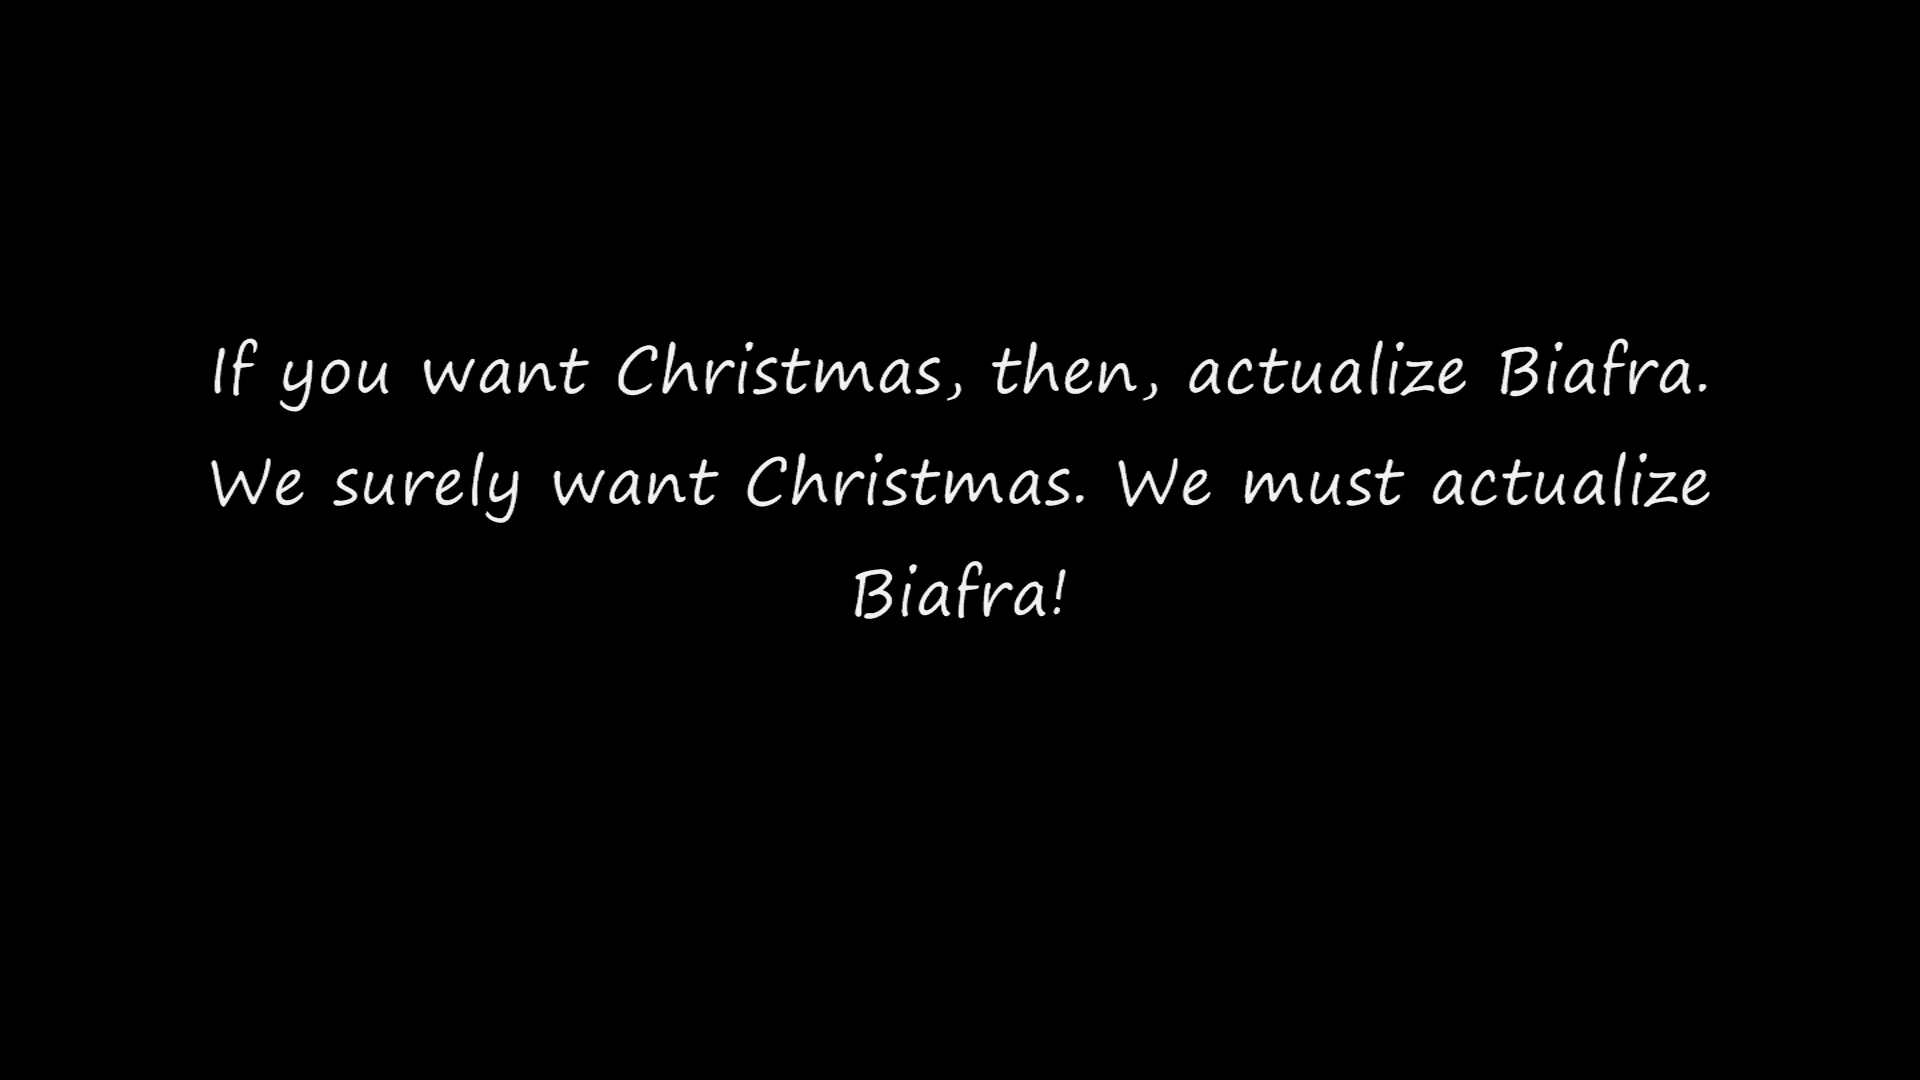 If you want Christmas, then, actualize Biafra.
We surely want Christmas. We must actualize
Biafra!